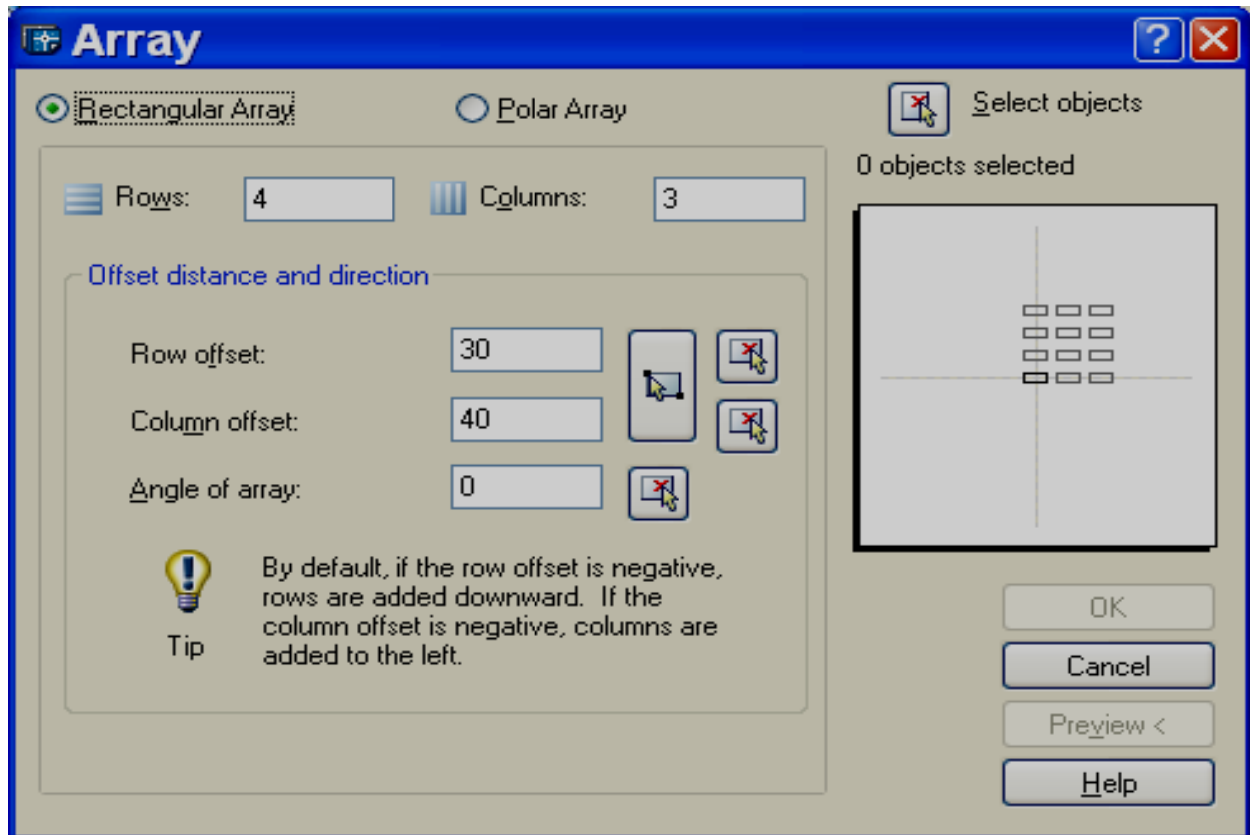 Array
?
Rectangular Array
Polar Array
Select objects
0 objects selected
Rows:
4
Columns:
3
Offset distance and direction
Row offset:
30
Column offset:
40
Angle of array:
0
By default, if the row offset is negative,
rows are added downward. If the
column offset is negative, columns are
added to the left.
Tip
OK
Cancel
Preview <
Help